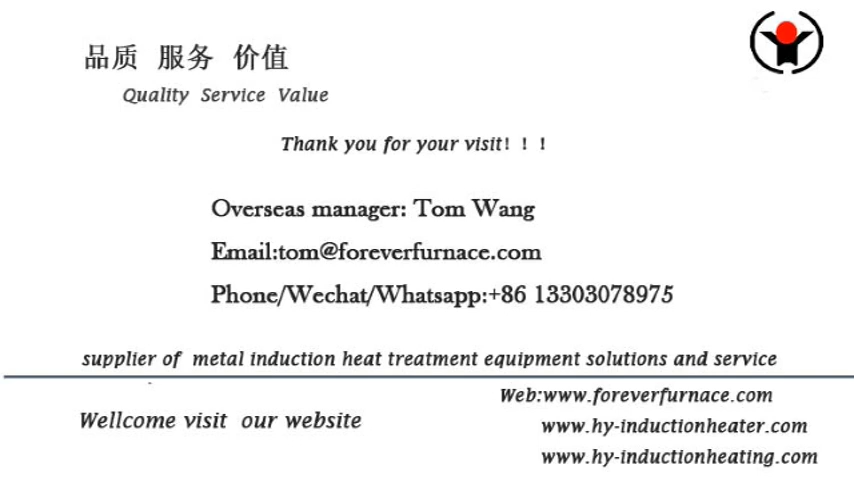 品质 服务 价值
Quality Service Value
Thank you for your visit! ! !
Overseas manager: Tom Wang
Email:tom@foreverfurnace.com
Phone/Wechat/Whatsapp:+86 13303078975
supplier of metal induction heat treatment equipment solutions and service
Web:www.foreverfurnace.com
Wellcome visit our website
www.hy-inductionheater.com
www.hy-inductionheating.com